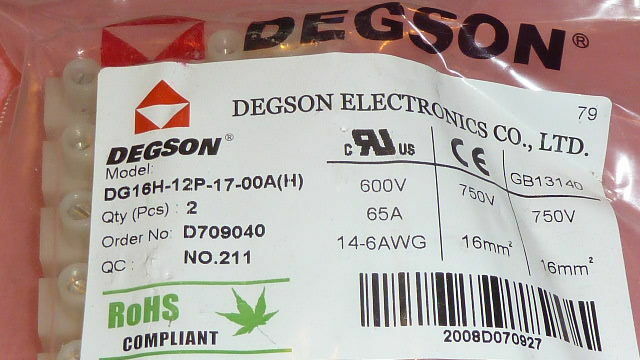 DEGSON®
79
DEGSON ELECTRONICS CO., LTD.
DEGSON®
Model:
DG16H-12P-17-00A(H)
Qty (Pcs) : 2
Order No: D709040
QC : NO.211
c RU US CE GB13140
600V 750V 750V
65A
14-6AWG 16mm² 16mm²
RoHS
COMPLIANT
2008D070927